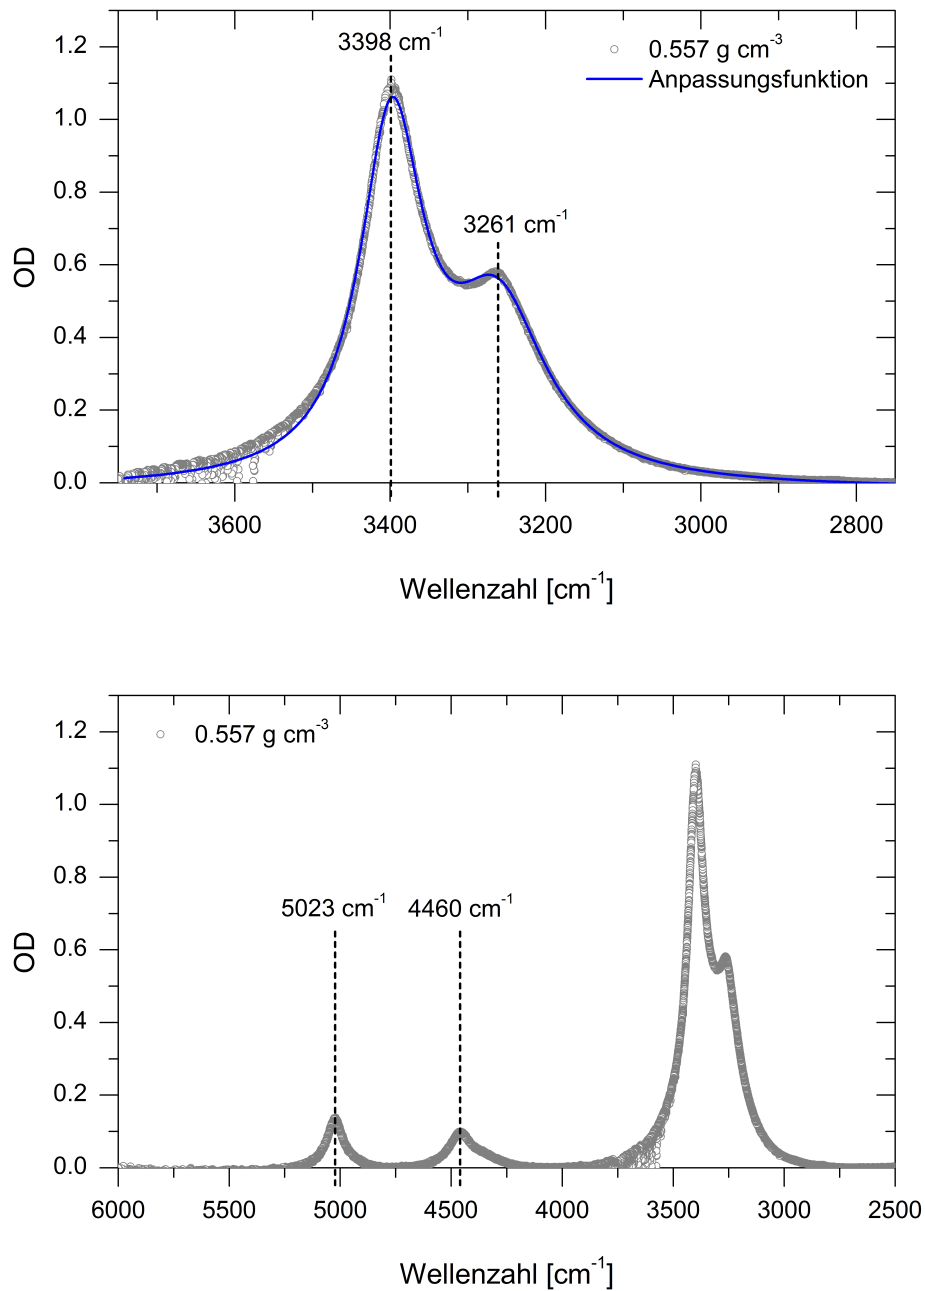 3398 cm⁻¹
0.557 g cm⁻³
Anpassungsfunktion
3261 cm⁻¹
1.2
1.0
0.8
0.6
0.4
0.2
0.0
OD
3600 3400 3200 3000 2800
Wellenzahl [cm⁻¹]
0.557 g cm⁻³
5023 cm⁻¹ 4460 cm⁻¹
1.2
1.0
0.8
0.6
0.4
0.2
0.0
OD
6000 5500 5000 4500 4000 3500 3000 2500
Wellenzahl [cm⁻¹]